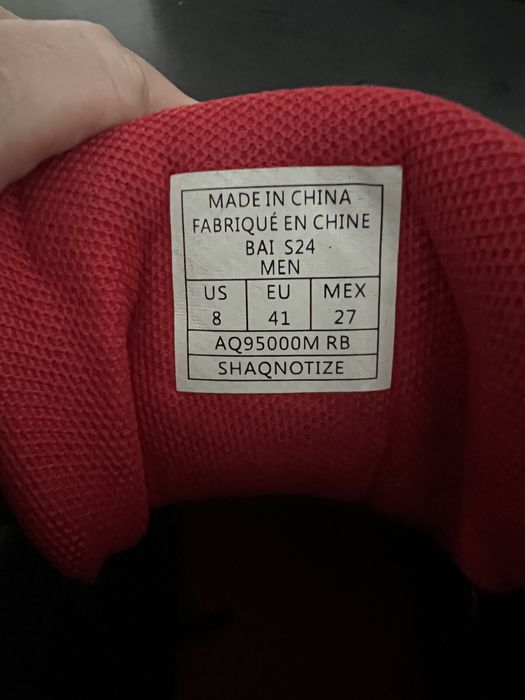 MADE IN CHINA
FABRIQUÉ EN CHINE
BAI S24
MEN
US EU MEX
8 41 27
AQ95000M RB
SHAQNOTIZE